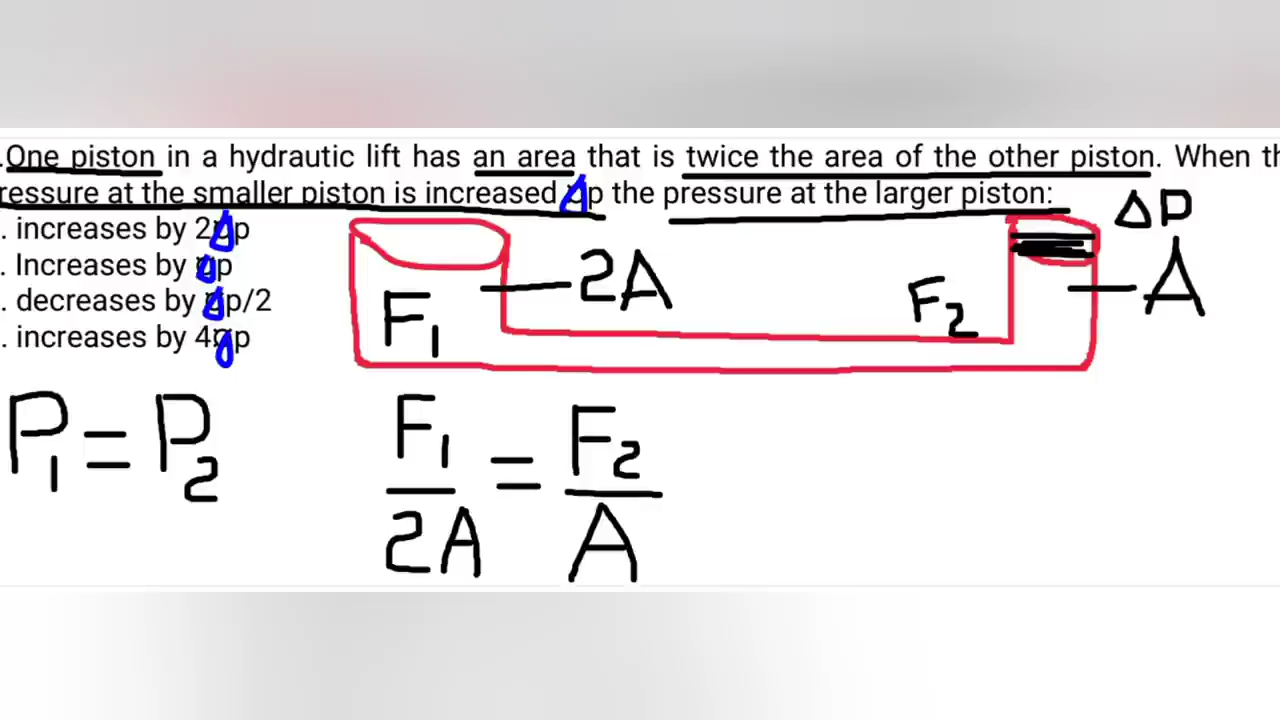 .One piston in a hydrautic lift has an area that is twice the area of the other piston. When th
ressure at the smaller piston is increased Δp the pressure at the larger piston:
. increases by 2Δp
. Increases by Δp
. decreases by Δp/2
. increases by 4Δp
ΔP
2A
A
F1
F2
P1 = P2
F1/2A = F2/A